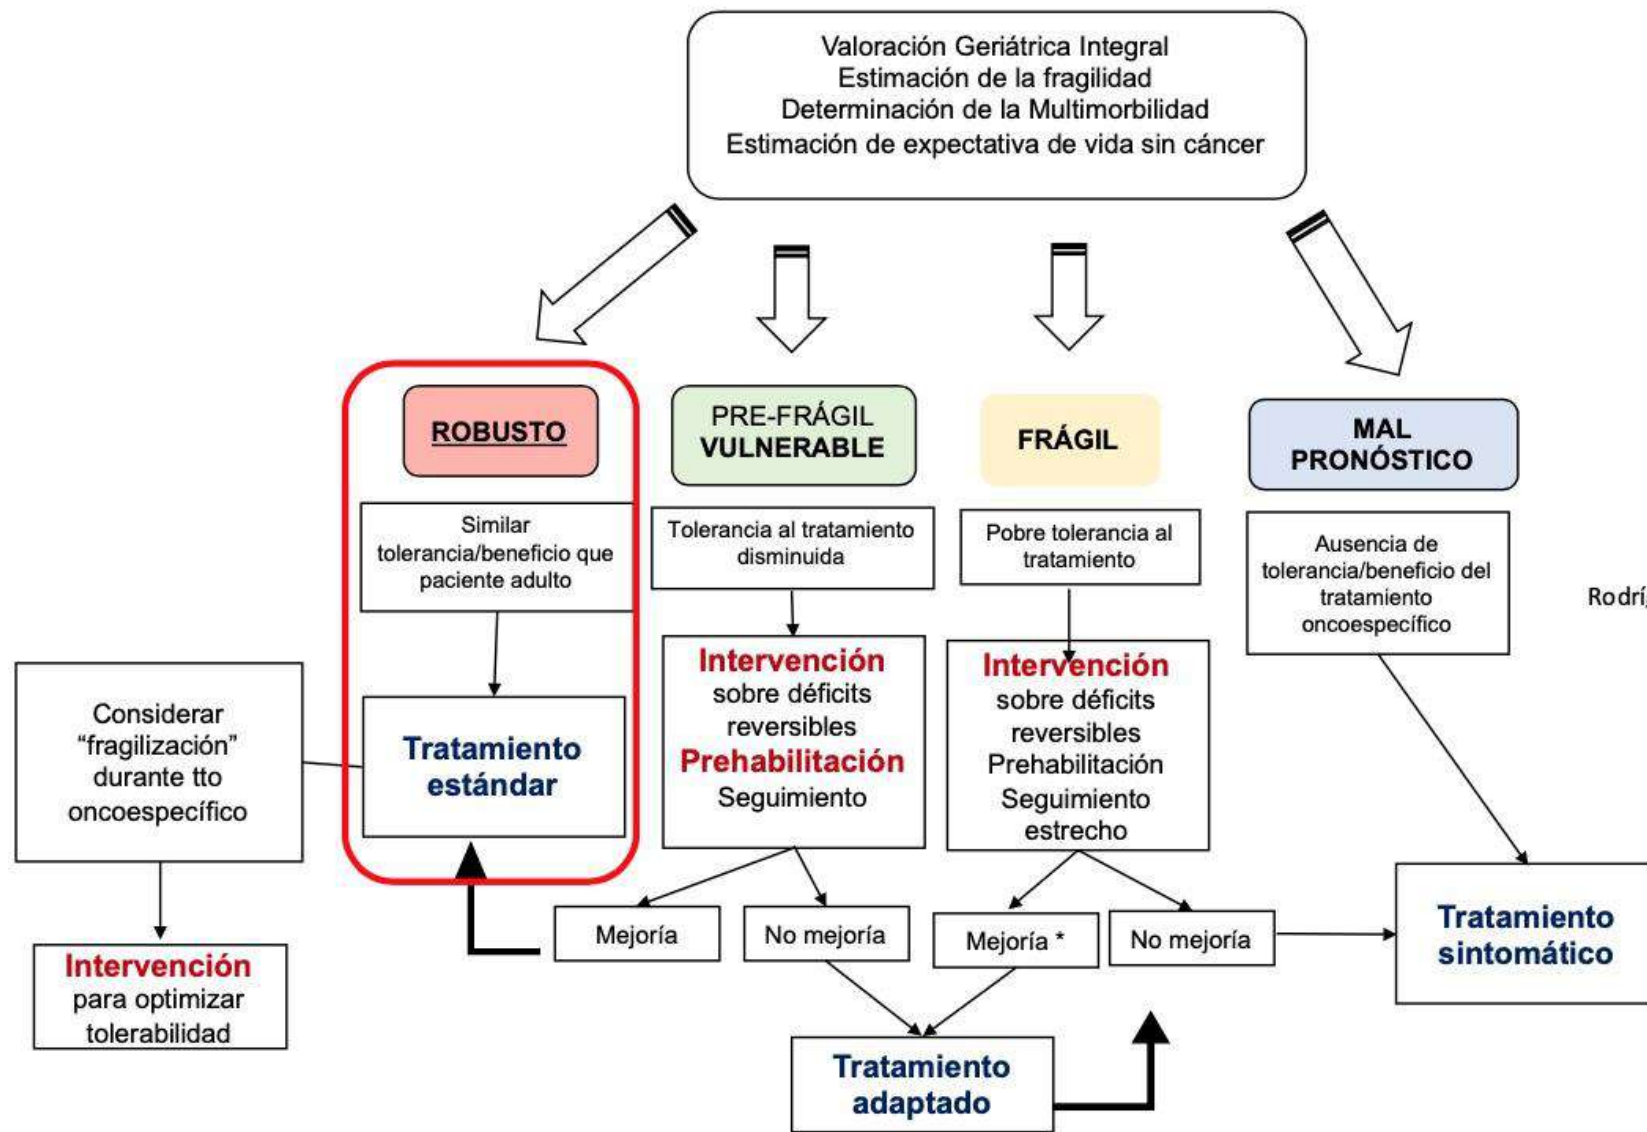 Valoración Geriátrica Integral
Estimación de la fragilidad
Determinación de la Multimorbilidad
Estimación de expectativa de vida sin cáncer
ROBUSTO
PRE-FRÁGIL
VULNERABLE
FRÁGIL
MAL
PRONÓSTICO
Similar
tolerancia/beneficio que
paciente adulto
Tolerancia al tratamiento
disminuida
Pobre tolerancia al
tratamiento
Ausencia de
tolerancia/beneficio del
tratamiento
oncoespecífico
Considerar
“fragilización”
durante tto
oncoespecífico
Tratamiento
estándar
Intervención
sobre déficits
reversibles
Prehabilitación
Seguimiento
Intervención
sobre déficits
reversibles
Prehabilitación
Seguimiento
estrecho
Mejoría
No mejoría
Mejoría *
No mejoría
Tratamiento
sintomático
Intervención
para optimizar
tolerabilidad
Tratamiento
adaptado